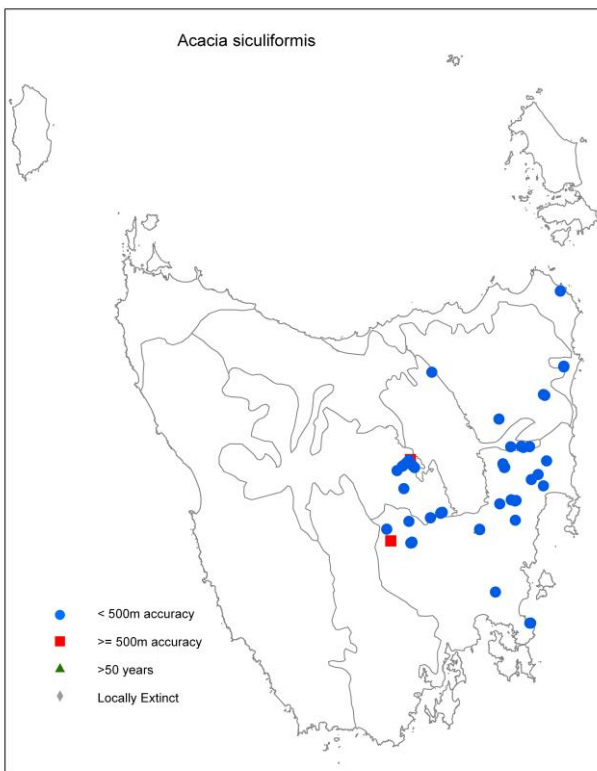 Acacia siculiformis
< 500m accuracy
>= 500m accuracy
>50 years
Locally Extinct